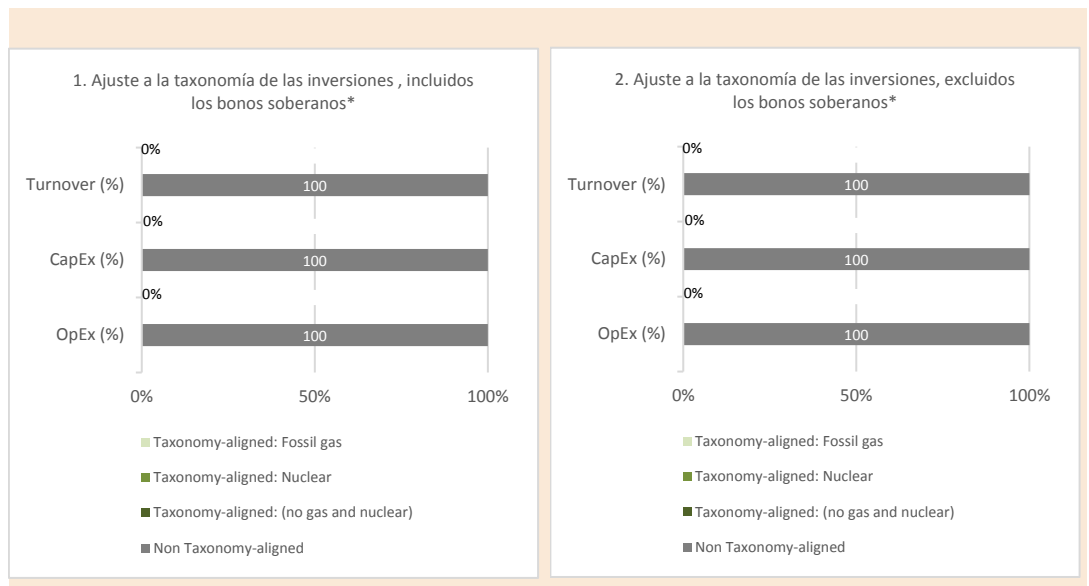 1. Ajuste a la taxonomía de las inversiones , incluidos
los bonos soberanos*
0%
Turnover (%)
100
0%
CapEx (%)
100
0%
OpEx (%)
100
0%
50%
100%
Taxonomy-aligned: Fossil gas
Taxonomy-aligned: Nuclear
Taxonomy-aligned: (no gas and nuclear)
Non Taxonomy-aligned
2. Ajuste a la taxonomía de las inversiones, excluidos
los bonos soberanos*
0%
Turnover (%)
100
0%
CapEx (%)
100
0%
OpEx (%)
100
0%
50%
100%
Taxonomy-aligned: Fossil gas
Taxonomy-aligned: Nuclear
Taxonomy-aligned: (no gas and nuclear)
Non Taxonomy-aligned